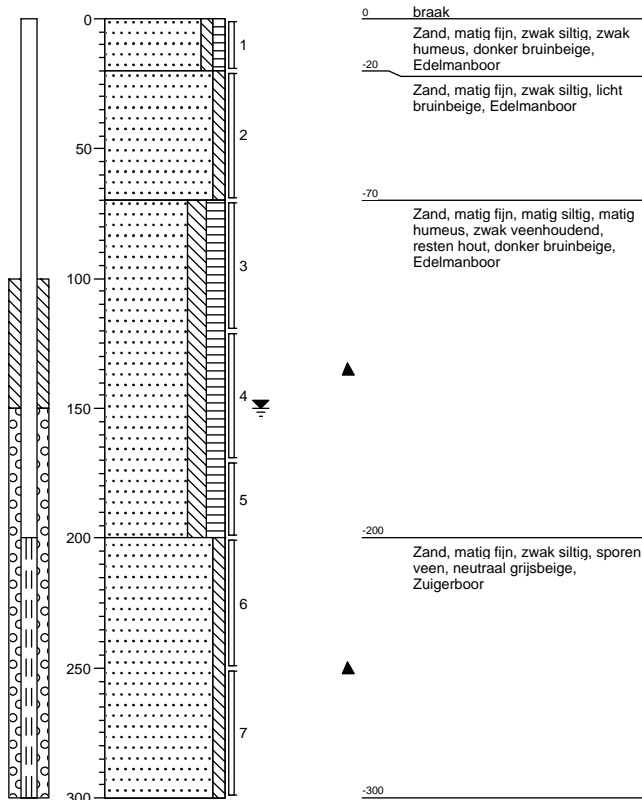 0
50
100
150
200
250
300
1
2
3
4
5
6
7
0
braak
Zand, matig fijn, zwak siltig, zwak
humeus, donker bruinbeige,
Edelmanboor
-20
Zand, matig fijn, zwak siltig, licht
bruinbeige, Edelmanboor
-70
Zand, matig fijn, matig siltig, matig
humeus, zwak veenhoudend,
resten hout, donker bruinbeige,
Edelmanboor
-200
Zand, matig fijn, zwak siltig, sporen
veen, neutraal grijsbeige,
Zuigerboor
-300